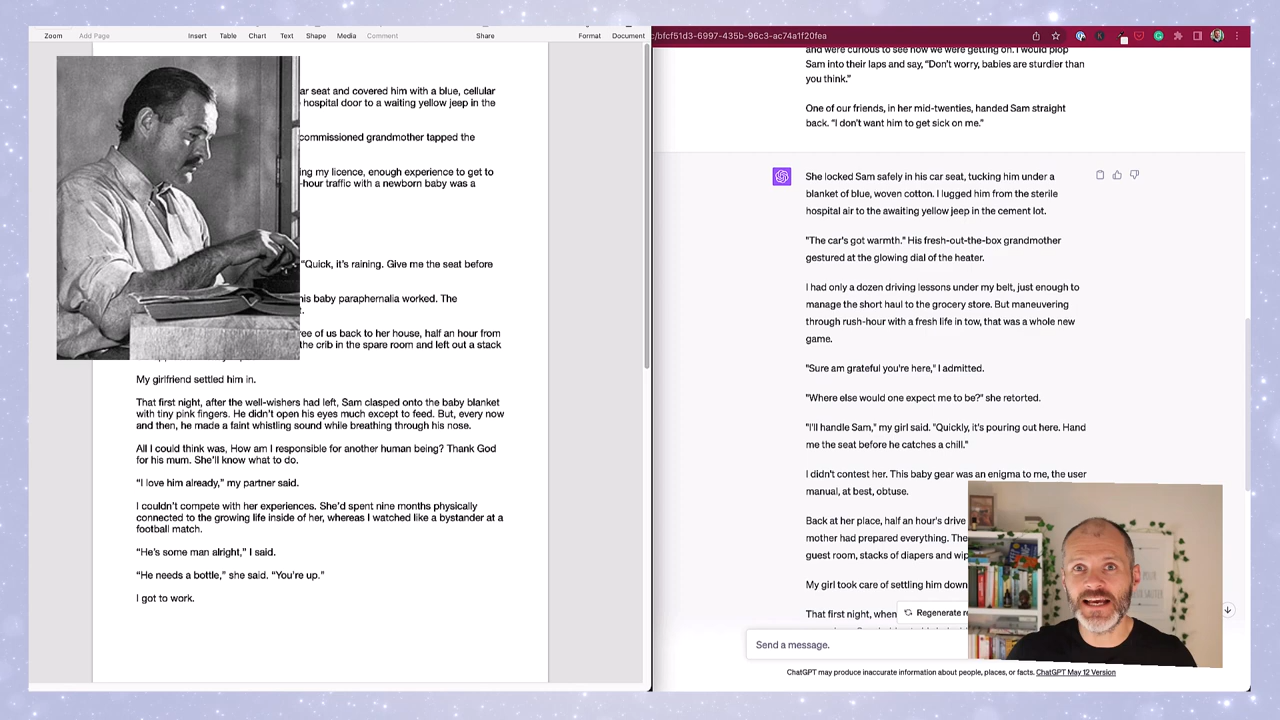 Zoom
Add Page
Insert
Table
Chart
Text
Shape
Media
Comment
Share
Format
Document
ar seat and covered him with a blue, cellular
hospital door to a waiting yellow jeep in the
commissioned grandmother tapped the
ing my licence, enough experience to get to
-hour traffic with a newborn baby was a
“Quick, it’s raining. Give me the seat before
his baby paraphernalia worked. The
ree of us back to her house, half an hour from
the crib in the spare room and left out a stack
My girlfriend settled him in.
That first night, after the well-wishers had left, Sam clasped onto the baby blanket
with tiny pink fingers. He didn’t open his eyes much except to feed. But, every now
and then, he made a faint whistling sound while breathing through his nose.
All I could think was, How am I responsible for another human being? Thank God
for his mum. She’ll know what to do.
“I love him already,” my partner said.
I couldn’t compete with her experiences. She’d spent nine months physically
connected to the growing life inside of her, whereas I watched like a bystander at a
football match.
“He’s some man alright,” I said.
“He needs a bottle,” she said. “You’re up.”
I got to work.
/bfcf51d3-6997-435b-96c3-ac74a1f20fea
and were curious to see how we were getting on. I would plop
Sam into their laps and say, “Don’t worry, babies are sturdier than
you think.”
One of our friends, in her mid-twenties, handed Sam straight
back. “I don’t want him to get sick on me.”
She locked Sam safely in his car seat, tucking him under a
blanket of blue, woven cotton. I lugged him from the sterile
hospital air to the awaiting yellow jeep in the cement lot.
"The car's got warmth." His fresh-out-the-box grandmother
gestured at the glowing dial of the heater.
I had only a dozen driving lessons under my belt, just enough to
manage the short haul to the grocery store. But maneuvering
through rush-hour with a fresh life in tow, that was a whole new
game.
"Sure am grateful you're here," I admitted.
"Where else would one expect me to be?" she retorted.
"I'll handle Sam," my girl said. "Quickly, it's pouring out here. Hand
me the seat before he catches a chill."
I didn't contest her. This baby gear was an enigma to me, the user
manual, at best, obtuse.
Back at her place, half an hour's drive
mother had prepared everything. The
guest room, stacks of diapers and wip
My girl took care of settling him down
That first night, when
Regenerate re
Send a message.
ChatGPT may produce inaccurate information about people, places, or facts. ChatGPT May 12 Version